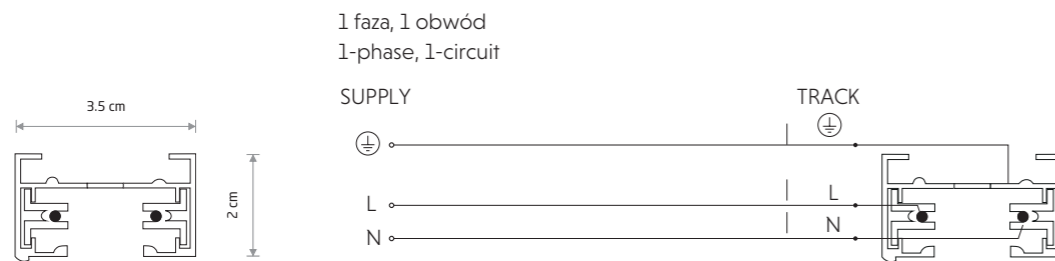 1 faza, 1 obwód
1-phase, 1-circuit
SUPPLY
TRACK
3.5 cm
2 cm
L
L
N
N